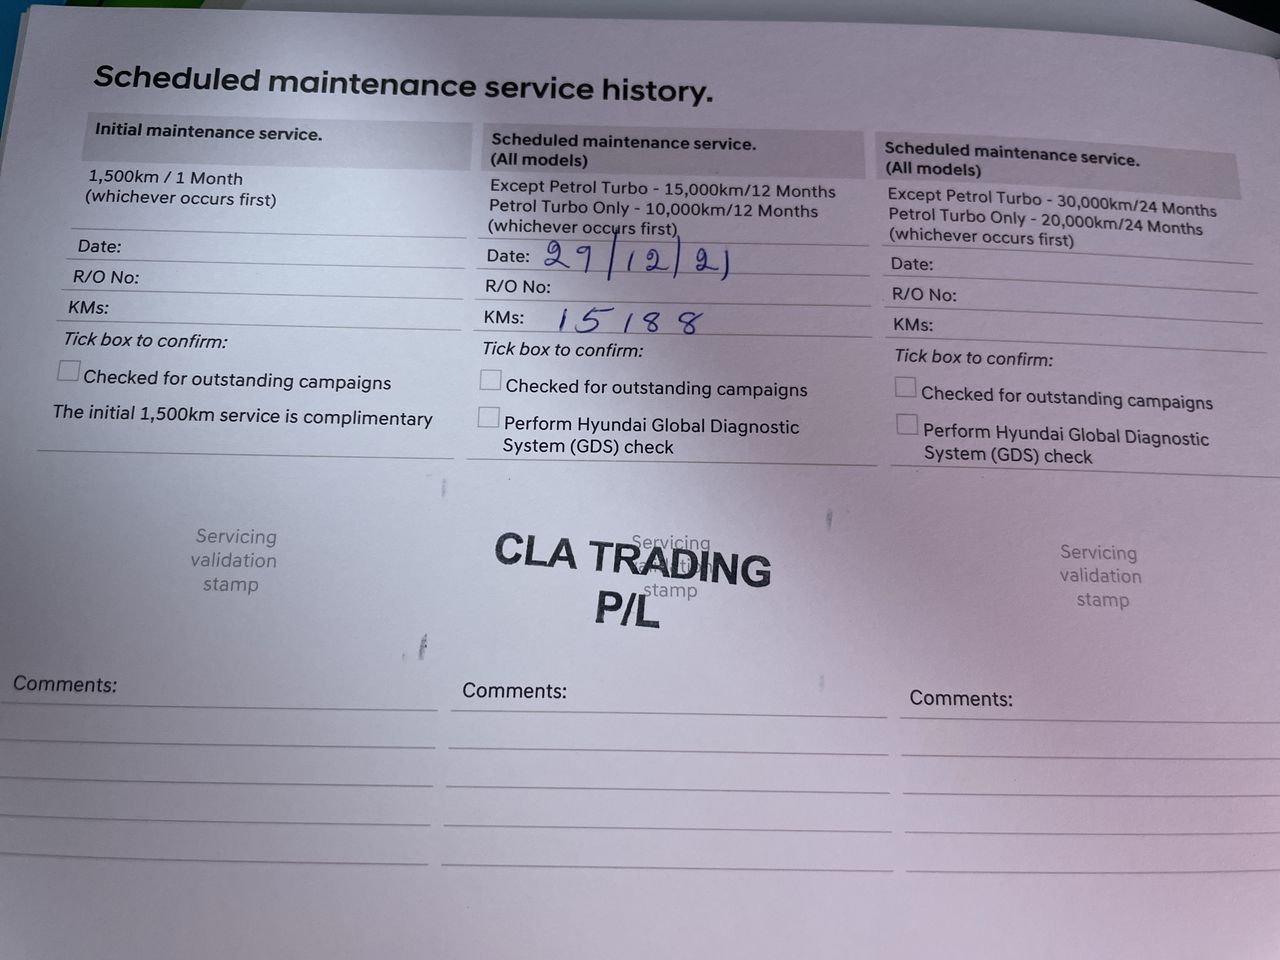 Scheduled maintenance service history.
Initial maintenance service.
1,500km / 1 Month
(whichever occurs first)
Date:
R/O No:
KMs:
Tick box to confirm:
Checked for outstanding campaigns
The initial 1,500km service is complimentary
Servicing
validation
stamp
Comments:
Scheduled maintenance service.
(All models)
Except Petrol Turbo - 15,000km/12 Months
Petrol Turbo Only - 10,000km/12 Months
(whichever occurs first)
Date: 29/12/21
R/O No:
KMs: 15188
Tick box to confirm:
Checked for outstanding campaigns
Perform Hyundai Global Diagnostic
System (GDS) check
Servicing
CLA TRADING
stamp
P/L
Comments:
Scheduled maintenance service.
(All models)
Except Petrol Turbo - 30,000km/24 Months
Petrol Turbo Only - 20,000km/24 Months
(whichever occurs first)
Date:
R/O No:
KMs:
Tick box to confirm:
Checked for outstanding campaigns
Perform Hyundai Global Diagnostic
System (GDS) check
Servicing
validation
stamp
Comments: